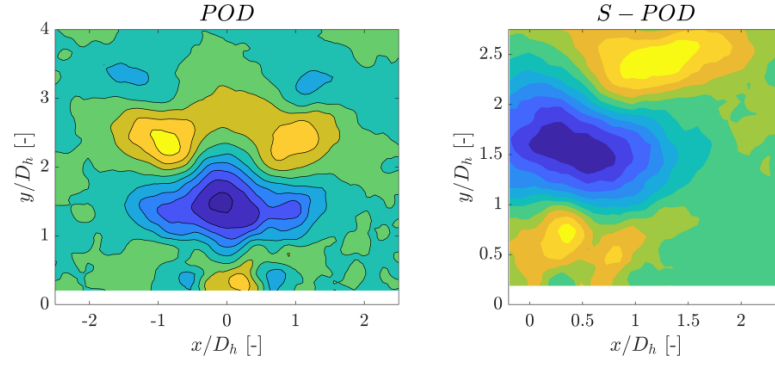 POD
4
3
2
1
0
y/D_h [-]
-2 -1 0 1 2
x/D_h [-]
S − POD
2.5
2
1.5
1
0.5
0
y/D_h [-]
0 0.5 1 1.5 2
x/D_h [-]